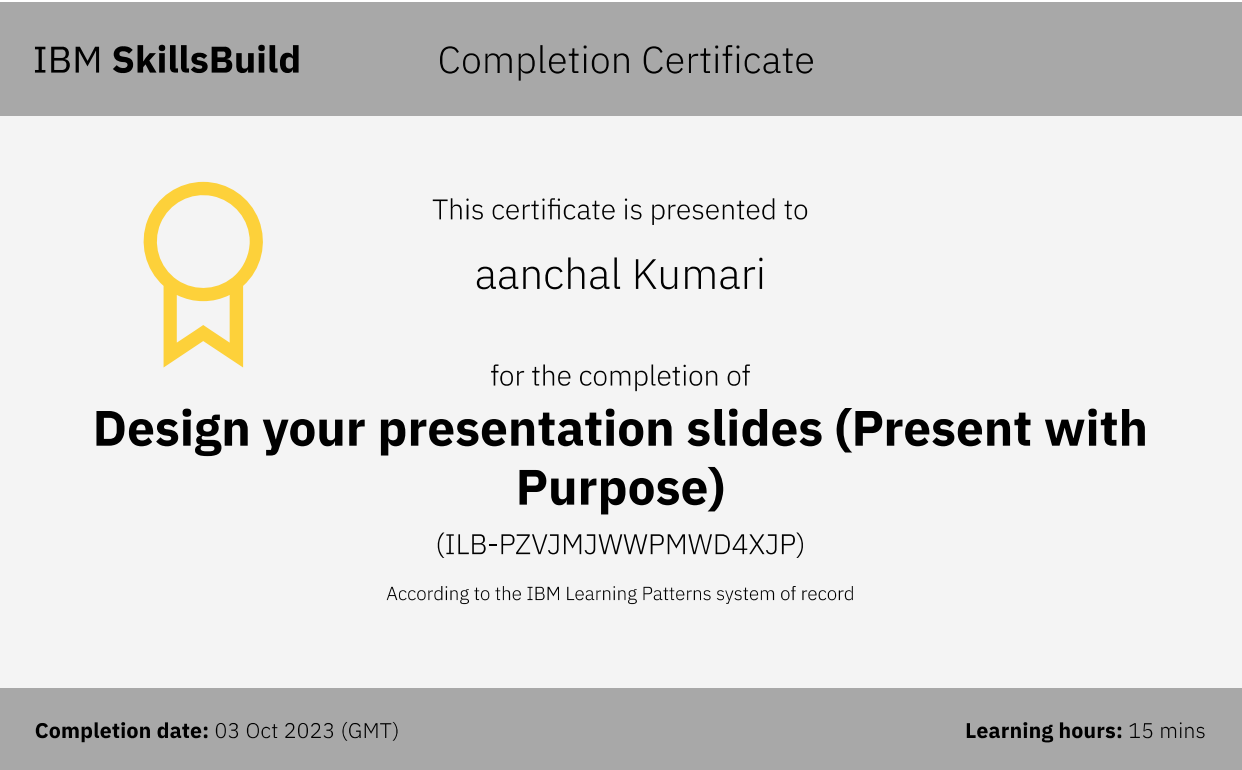 IBM SkillsBuild
Completion Certificate
This certificate is presented to
aanchal Kumari
for the completion of
Design your presentation slides (Present with
Purpose)
(ILB-PZVJMJWWPMWD4XJP)
According to the IBM Learning Patterns system of record
Completion date: 03 Oct 2023 (GMT)
Learning hours: 15 mins